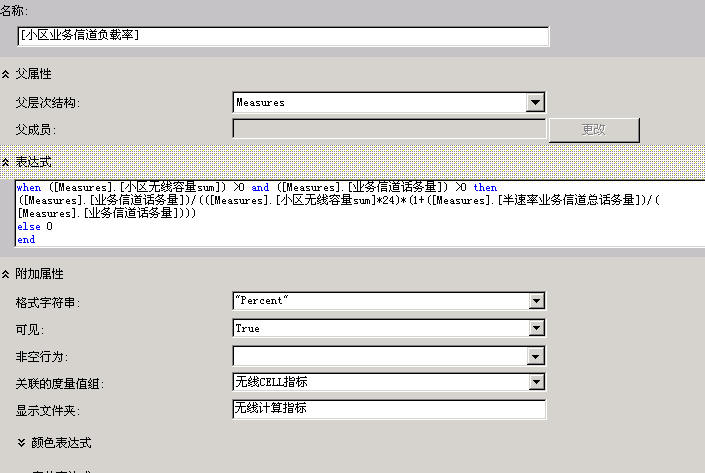 名称:
[小区业务信道负载率]
父属性
父层次结构: Measures
父成员: 更改
表达式
when ([Measures].[小区无线容量sum]) >0 and ([Measures].[业务信道话务量]) >0 then
([Measures].[业务信道话务量])/(([Measures].[小区无线容量sum]*24)*(1+([Measures].[半速率业务信道总话务量])/(
[Measures].[业务信道话务量])))
else 0
end
附加属性
格式字符串: "Percent"
可见: True
非空行为:
关联的度量值组: 无线CELL指标
显示文件夹: 无线计算指标
颜色表达式